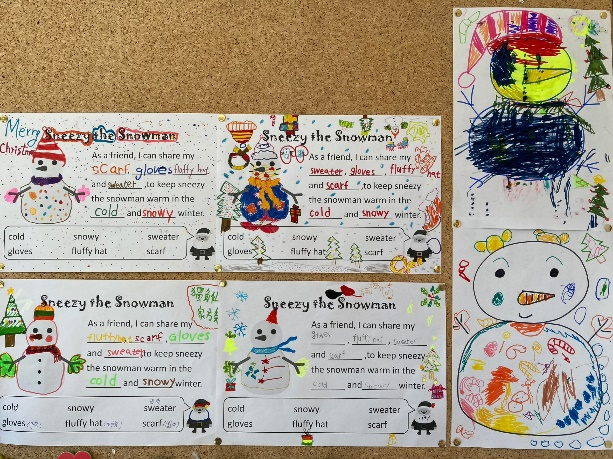 Merry
Christmas
Sneezy the Snowman
As a friend, I can share my
scarf, gloves, fluffy hat
and sweater, to keep sneezy
the snowman warm in the
cold and snowy winter.
cold snowy sweater
gloves fluffy hat scarf
Sneezy the Snowman
As a friend, I can share my
sweater, gloves, fluffy hat
and scarf, to keep sneezy
the snowman warm in the
cold and snowy winter.
cold snowy sweater
gloves fluffy hat scarf
Sneezy the Snowman
As a friend, I can share my
fluffy hat scarf, gloves
and sweater, to keep sneezy
the snowman warm in the
cold and snowy winter.
cold snowy sweater
gloves fluffy hat scarf
Sneezy the Snowman
As a friend, I can share my
gloves, fluffy hat, sweater
and scarf, to keep sneezy
the snowman warm in the
cold and snowy winter.
cold snowy sweater
gloves fluffy hat scarf